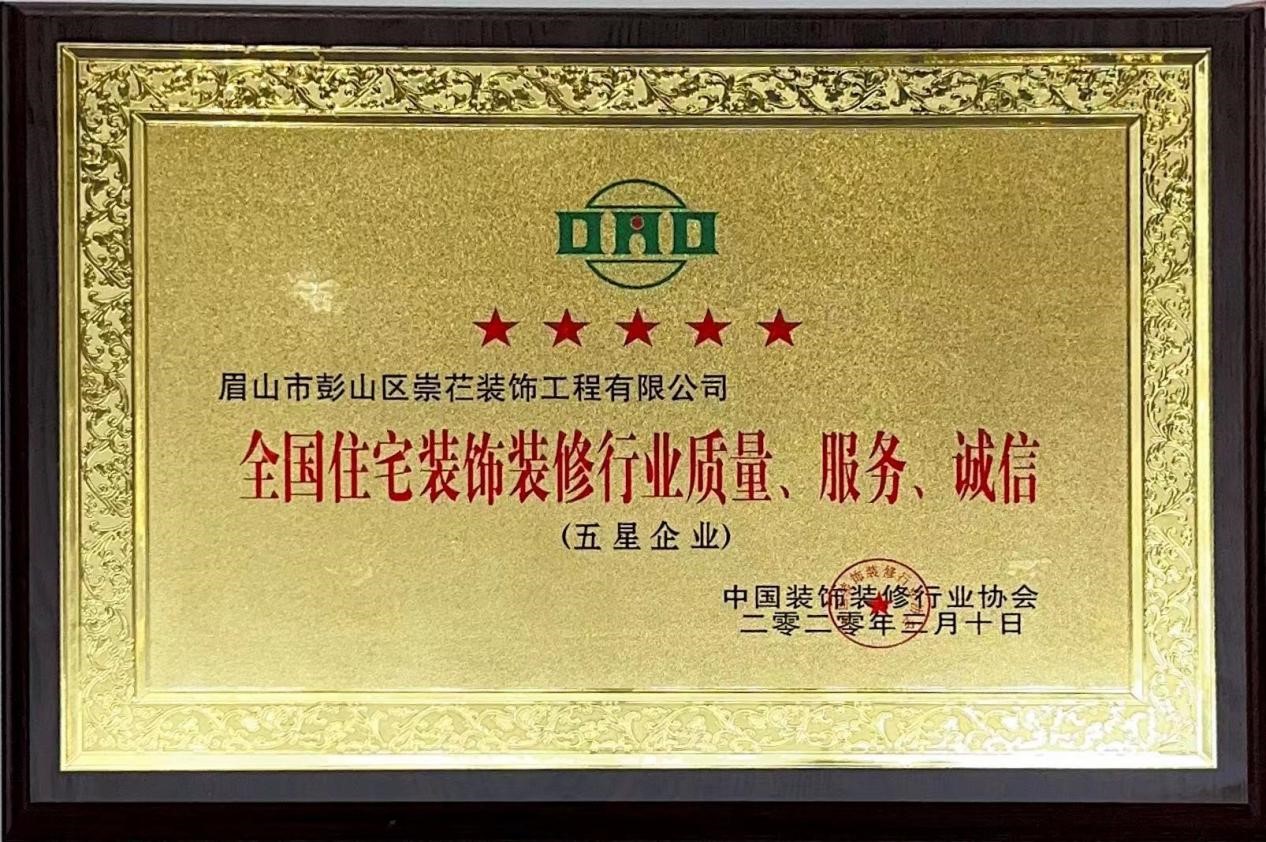 DAD
眉山市彭山区崇芢装饰工程有限公司
全国住宅装饰装修行业质量、服务、诚信
(五星企业)
中国装饰装修行业协会
二零二零年三月十日